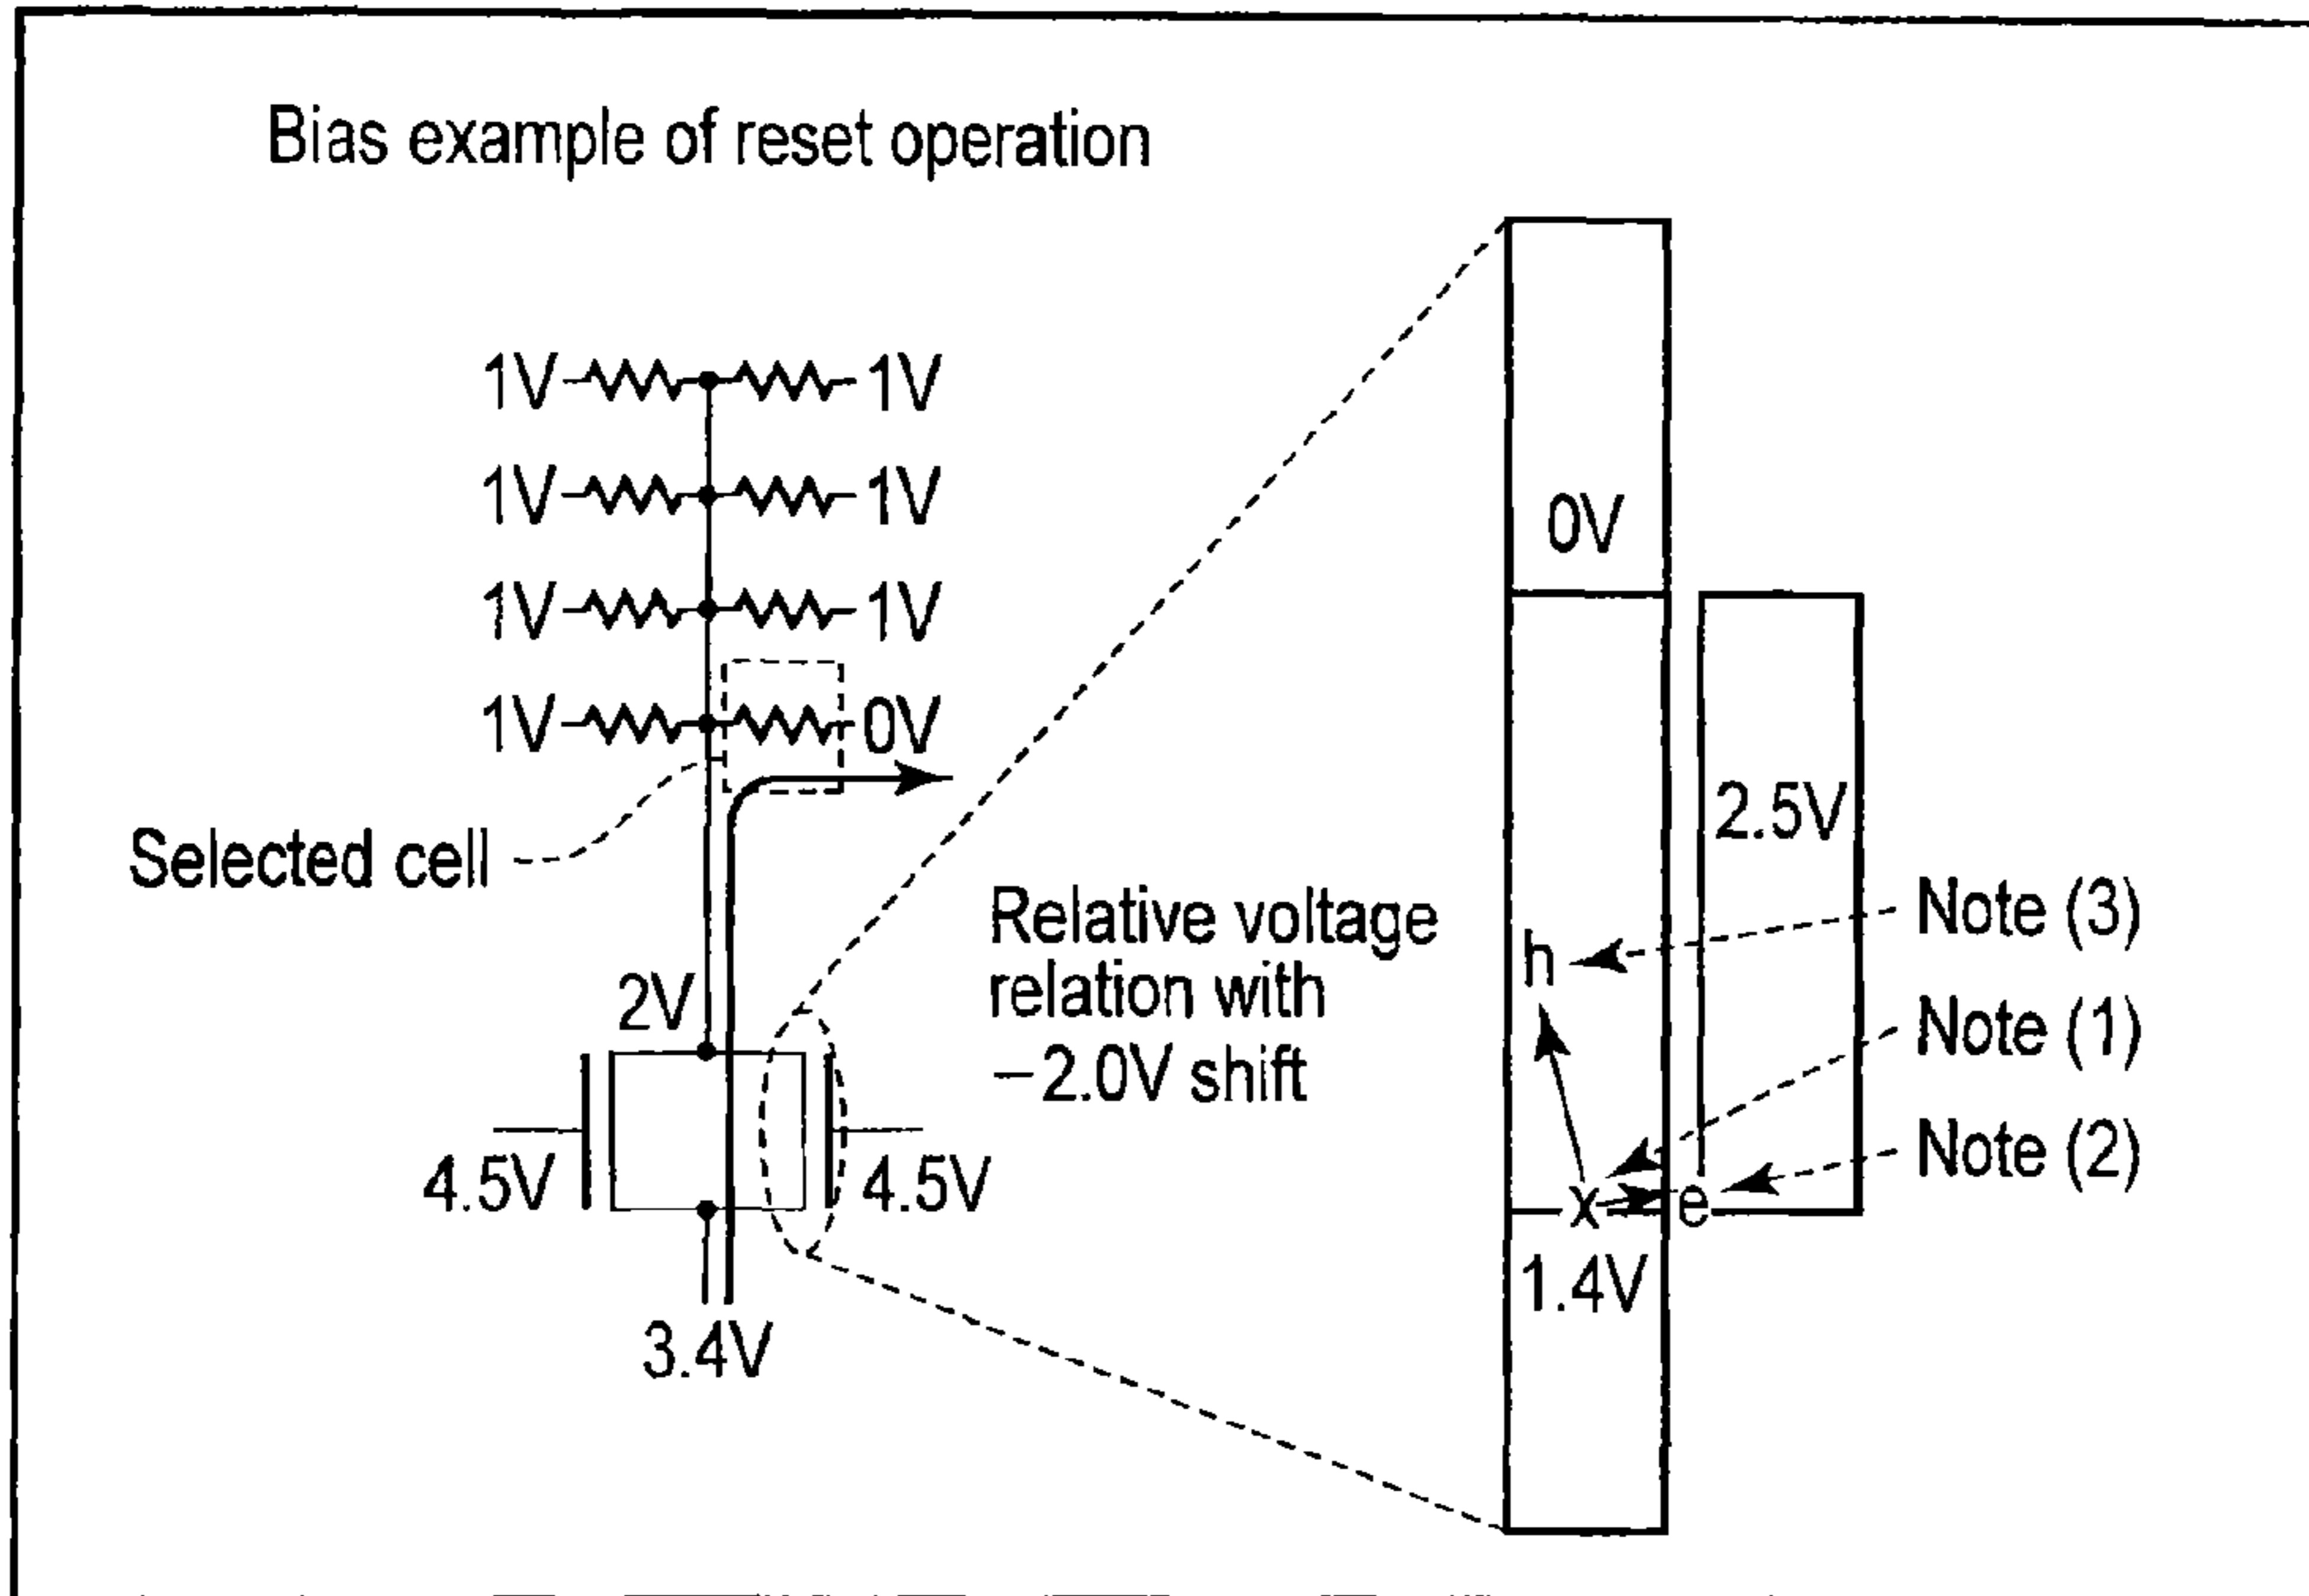 Bias example of reset operation
1V 1V
1V 1V
1V 1V
1V 0V
Selected cell
2V
4.5V 4.5V
3.4V
Relative voltage
relation with
−2.0V shift
0V
2.5V
h
x e
1.4V
Note (3)
Note (1)
Note (2)